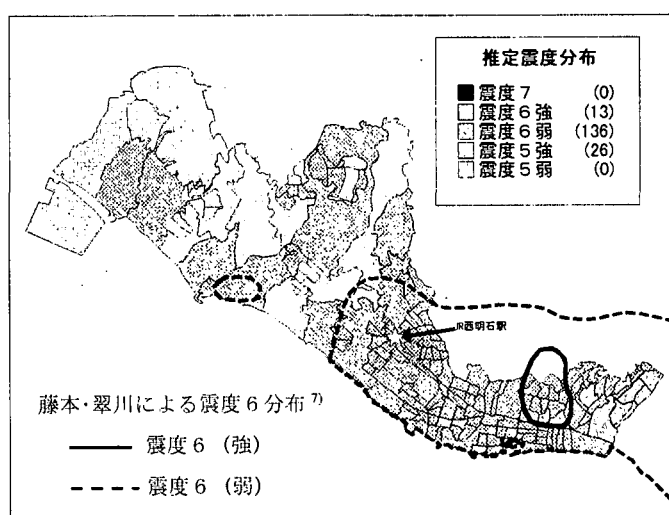 推定震度分布
震度7 (0)
震度6強 (13)
震度6弱 (136)
震度5強 (26)
震度5弱 (0)
JR西明石駅
藤本・翠川による震度6分布7)
震度6 (強)
震度6 (弱)